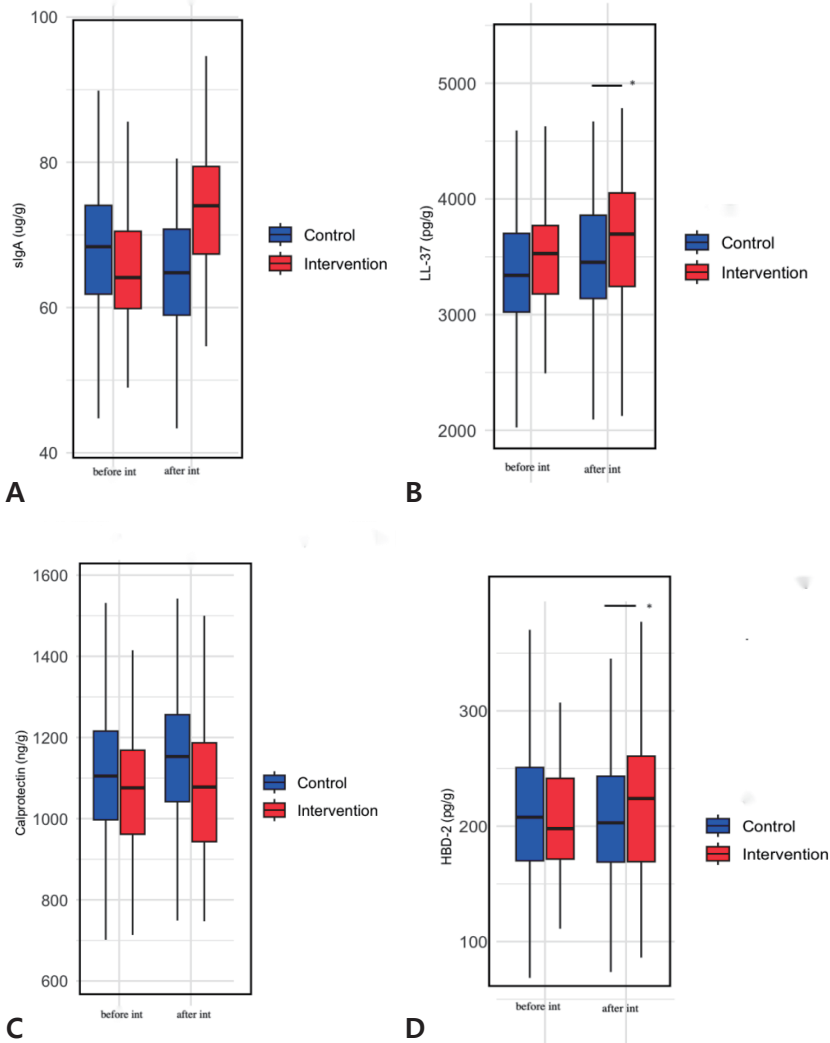 100
80
60
40
sIgA (ug/g)
before int
after int
Control
Intervention
A
5000
4000
3000
2000
LL-37 (pg/g)
*
before int
after int
Control
Intervention
B
1600
1400
1200
1000
800
600
Calprotectin (ng/g)
before int
after int
Control
Intervention
C
300
200
100
HBD-2 (pg/g)
*
before int
after int
Control
Intervention
D